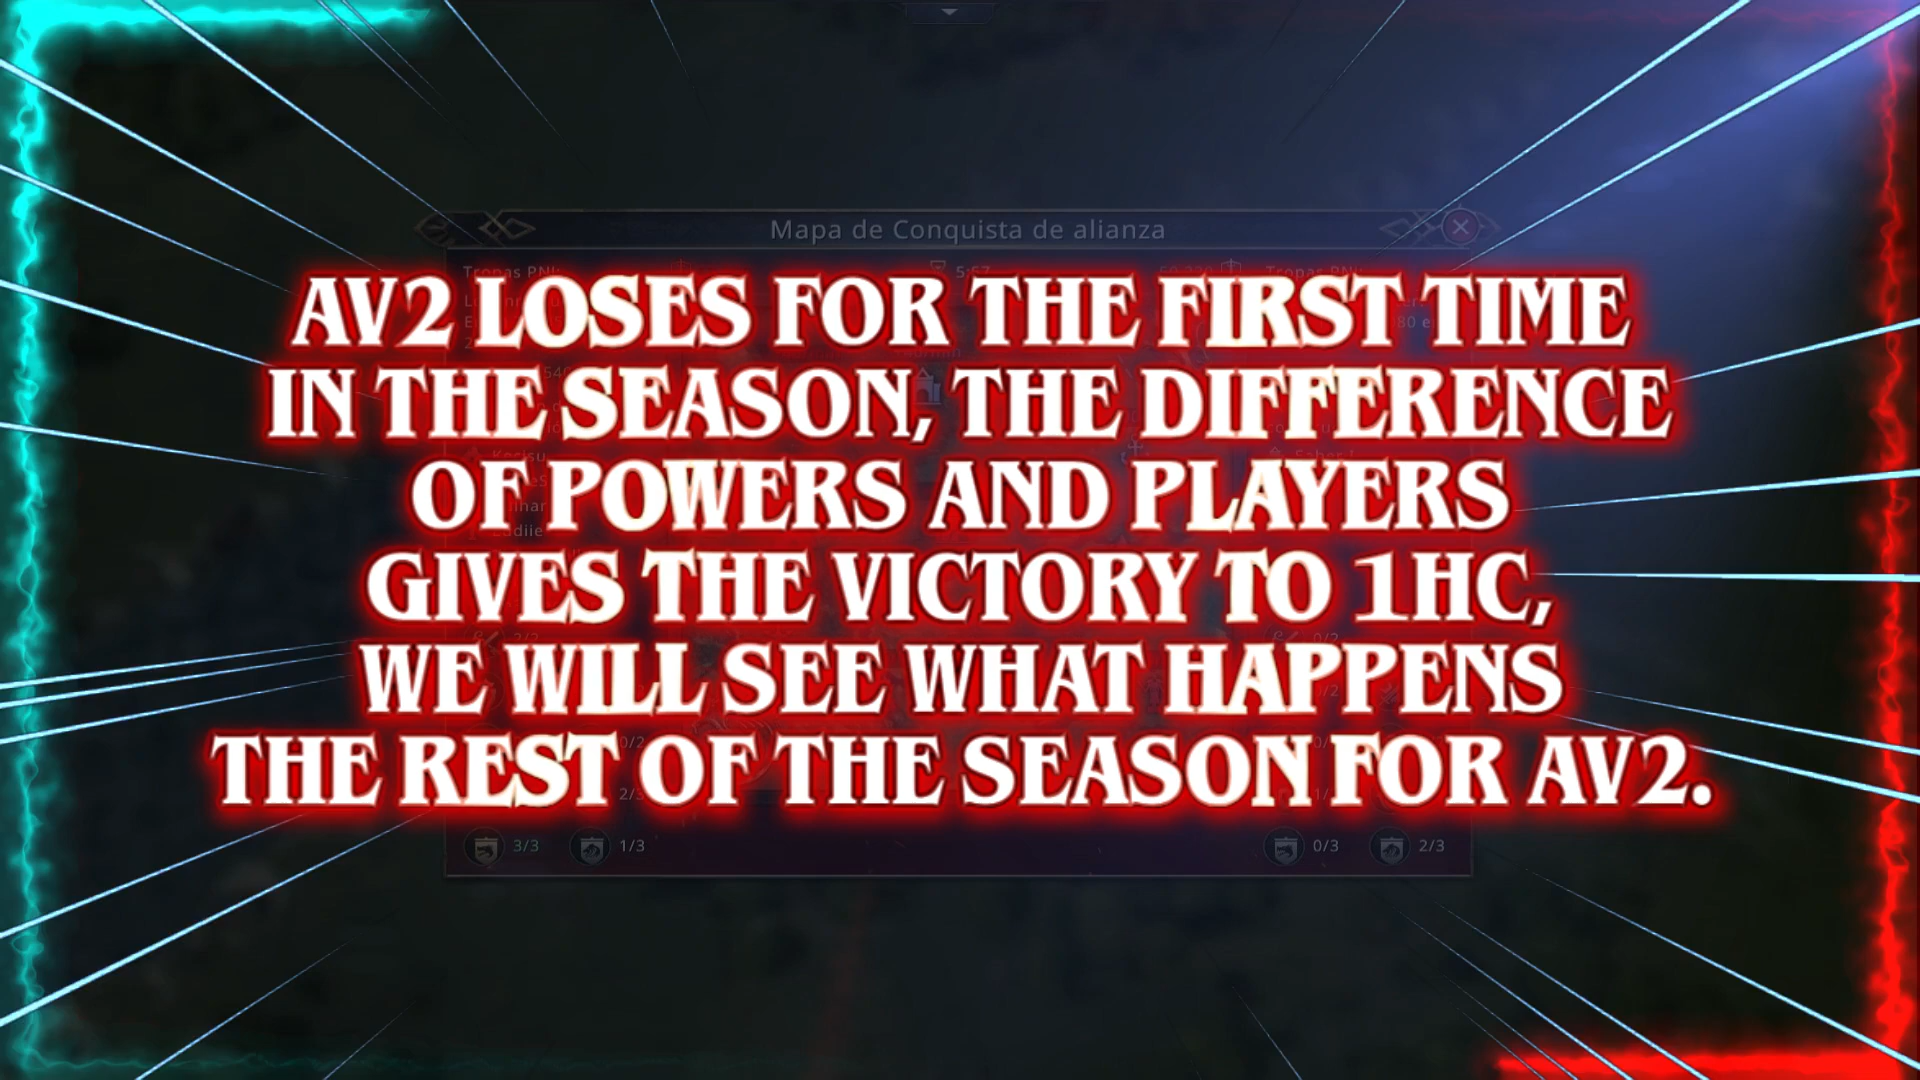 Mapa de Conquista de alianza
AV2 LOSES FOR THE FIRST TIME
IN THE SEASON, THE DIFFERENCE
OF POWERS AND PLAYERS
GIVES THE VICTORY TO 1HC,
WE WILL SEE WHAT HAPPENS
THE REST OF THE SEASON FOR AV2.
3/3 1/3 0/3 2/3